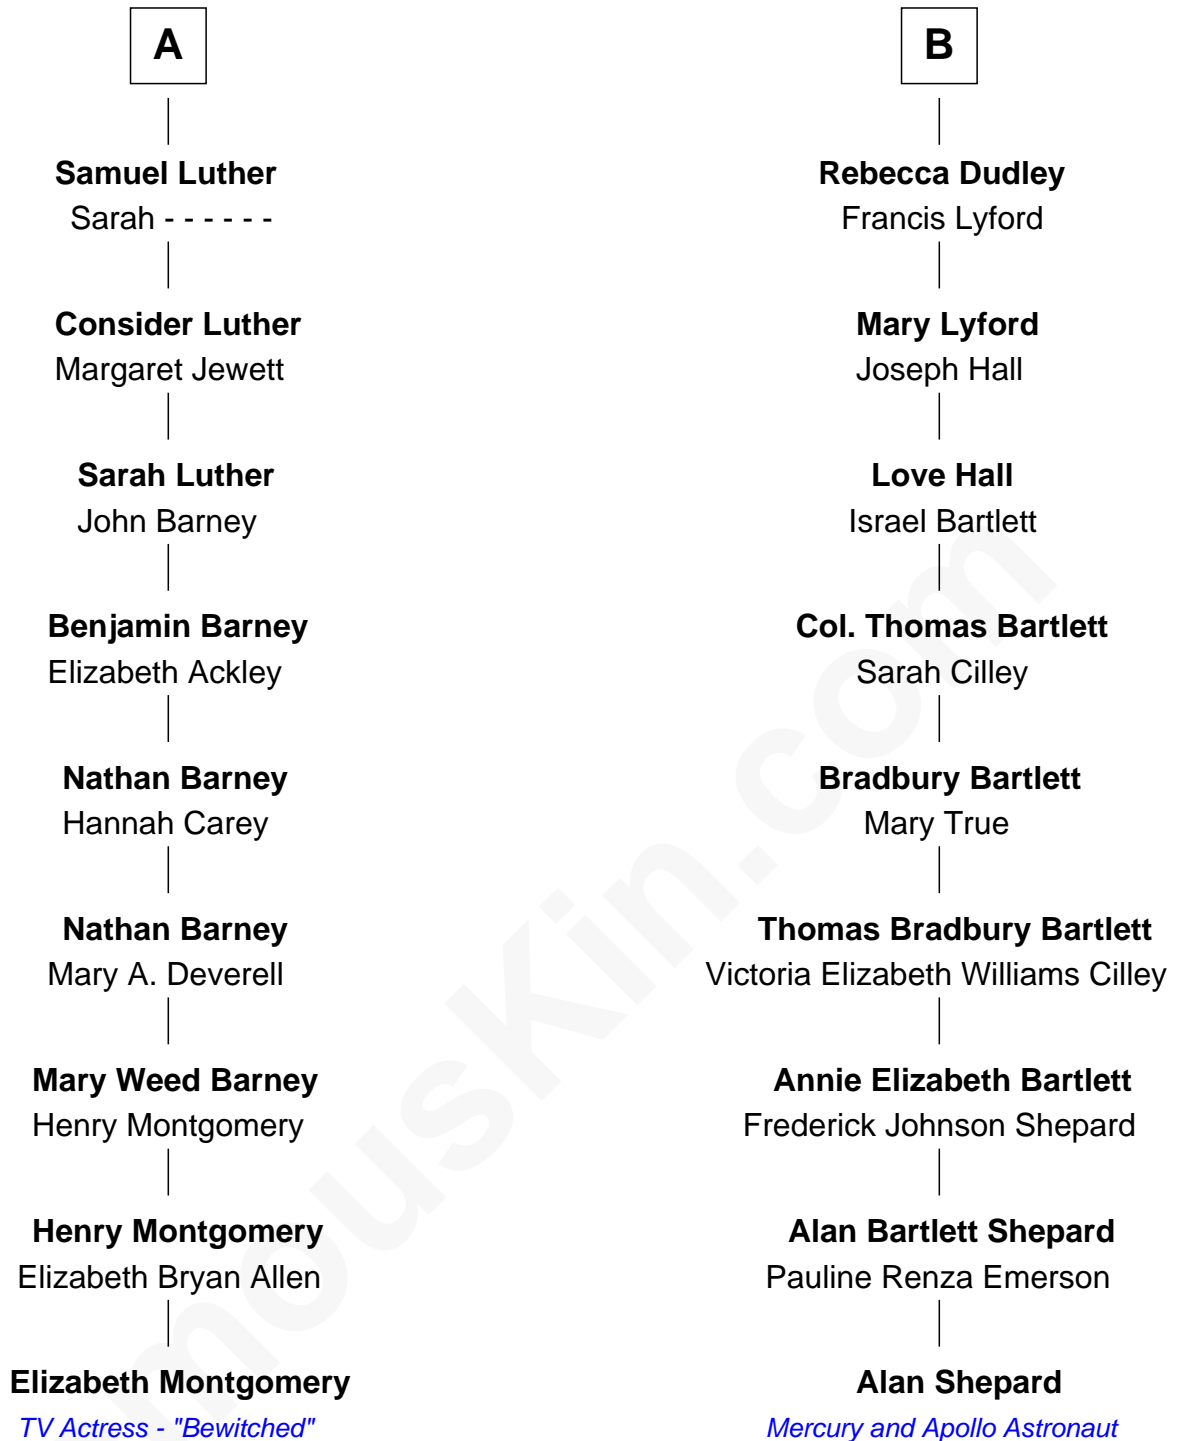 A
B
Samuel Luther
Sarah - - - - - -
Rebecca Dudley
Francis Lyford
Consider Luther
Margaret Jewett
Mary Lyford
Joseph Hall
Sarah Luther
John Barney
Love Hall
Israel Bartlett
Benjamin Barney
Elizabeth Ackley
Col. Thomas Bartlett
Sarah Cilley
Nathan Barney
Hannah Carey
Bradbury Bartlett
Mary True
Nathan Barney
Mary A. Deverell
Thomas Bradbury Bartlett
Victoria Elizabeth Williams Cilley
Mary Weed Barney
Henry Montgomery
Annie Elizabeth Bartlett
Frederick Johnson Shepard
Henry Montgomery
Elizabeth Bryan Allen
Alan Bartlett Shepard
Pauline Renza Emerson
Elizabeth Montgomery
TV Actress - "Bewitched"
Alan Shepard
Mercury and Apollo Astronaut
mousKin.com